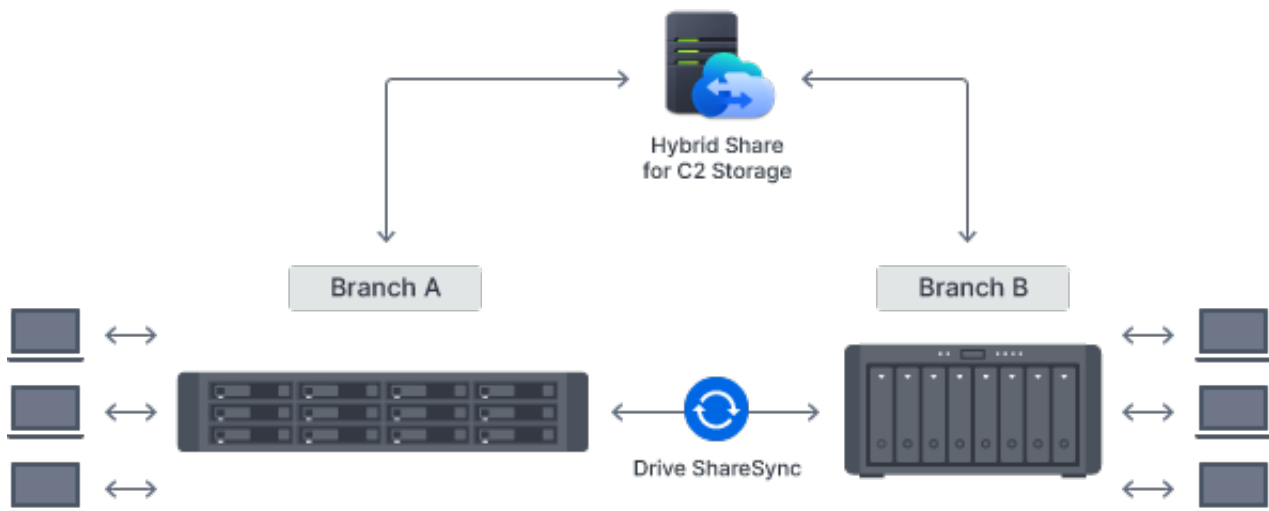 Hybrid Share
for C2 Storage
Branch A
Branch B
Drive ShareSync